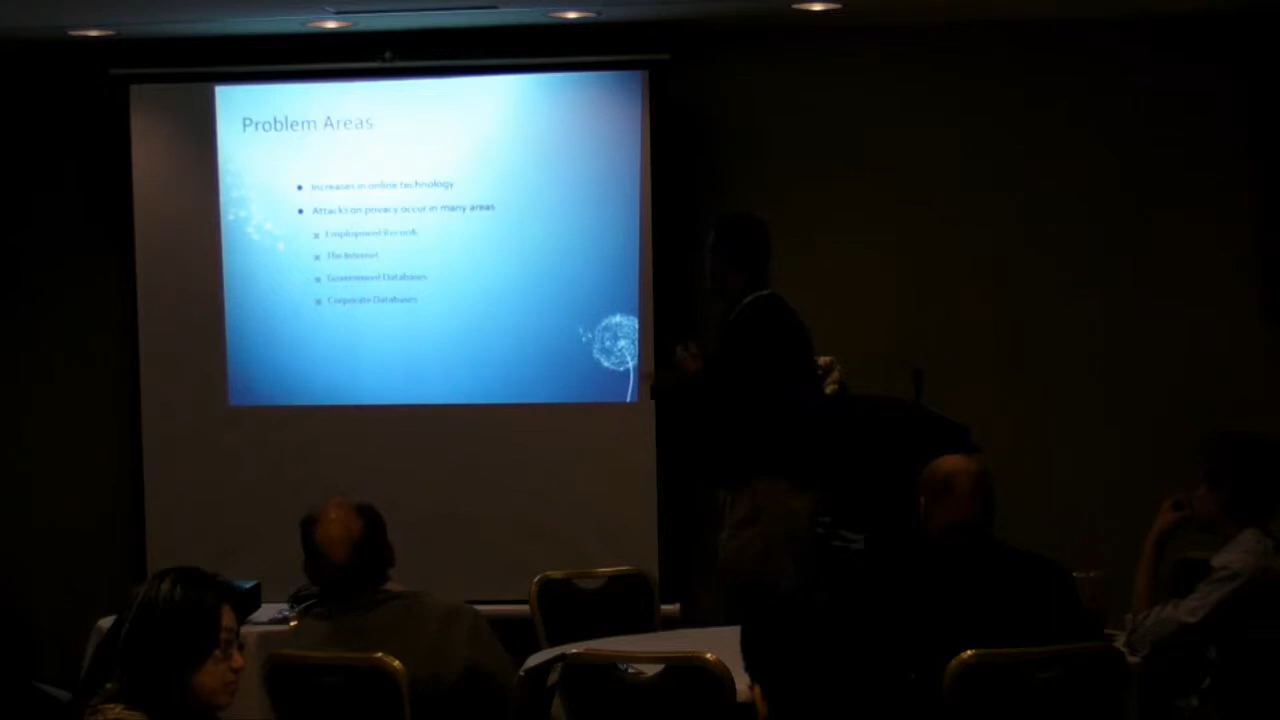 Problem Areas
Increases in online technology
Attacks on privacy occur in many areas
Employment Records
The Internet
Government Databases
Corporate Databases